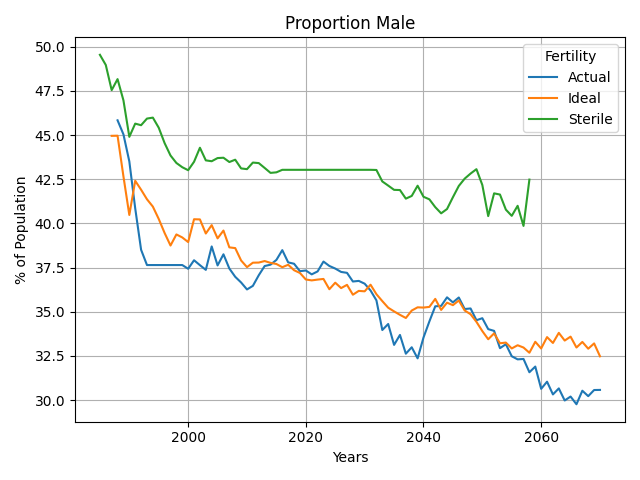 Proportion Male
50.0
47.5
45.0
42.5
40.0
37.5
35.0
32.5
30.0
% of Population
Fertility
Actual
Ideal
Sterile
2000
2020
2040
2060
Years